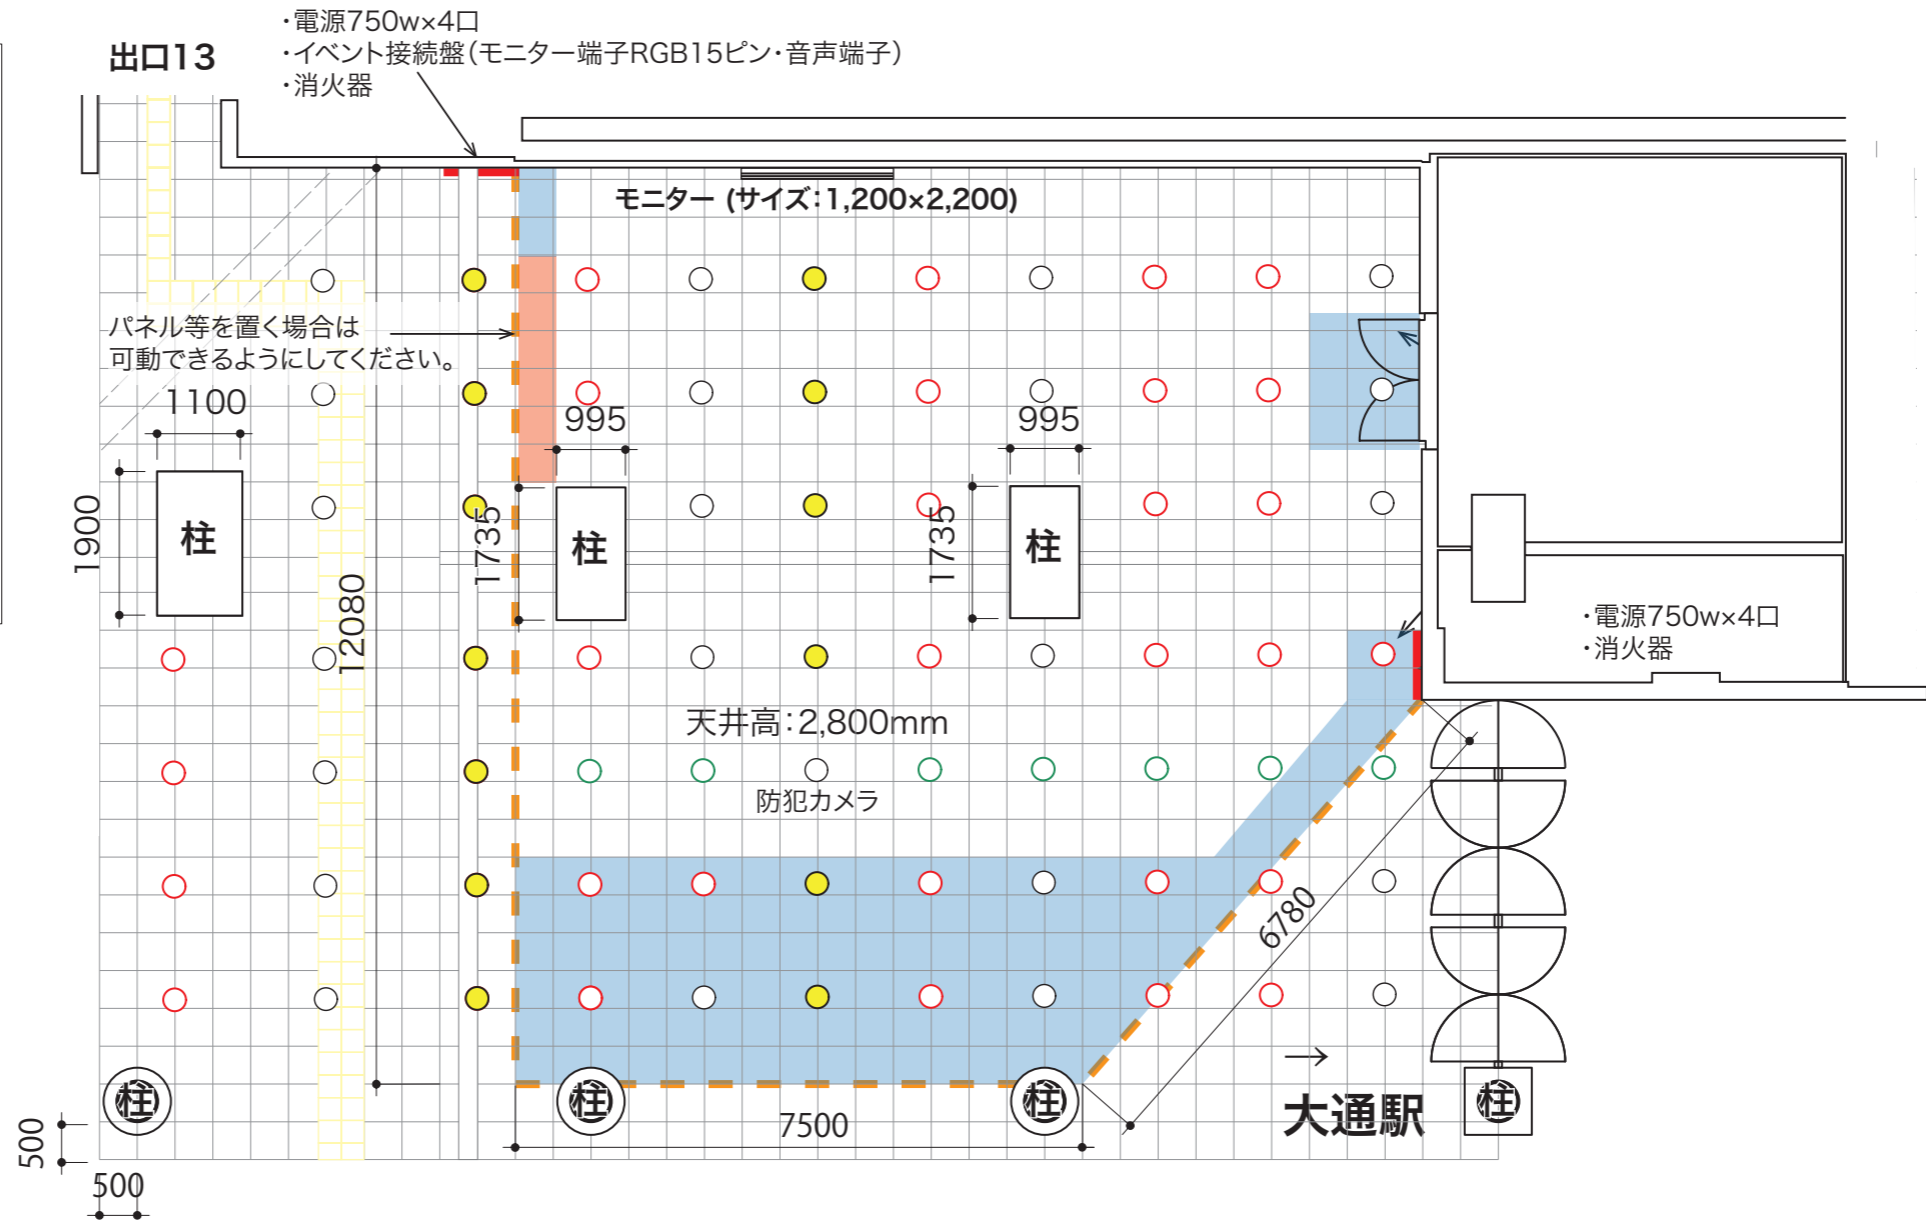 ・電源750w×4口
出口13
・イベント接続盤（モニター端子RGB15ピン・音声端子）
・消火器
モニター (サイズ：1,200×2,200)
パネル等を置く場合は
可動できるようにしてください。
1100
995
995
1900
柱
1735
柱
1735
柱
12080
・電源750w×4口
・消火器
天井高：2,800mm
防犯カメラ
6780
→
大通駅
柱
柱
柱
柱
7500
500
500